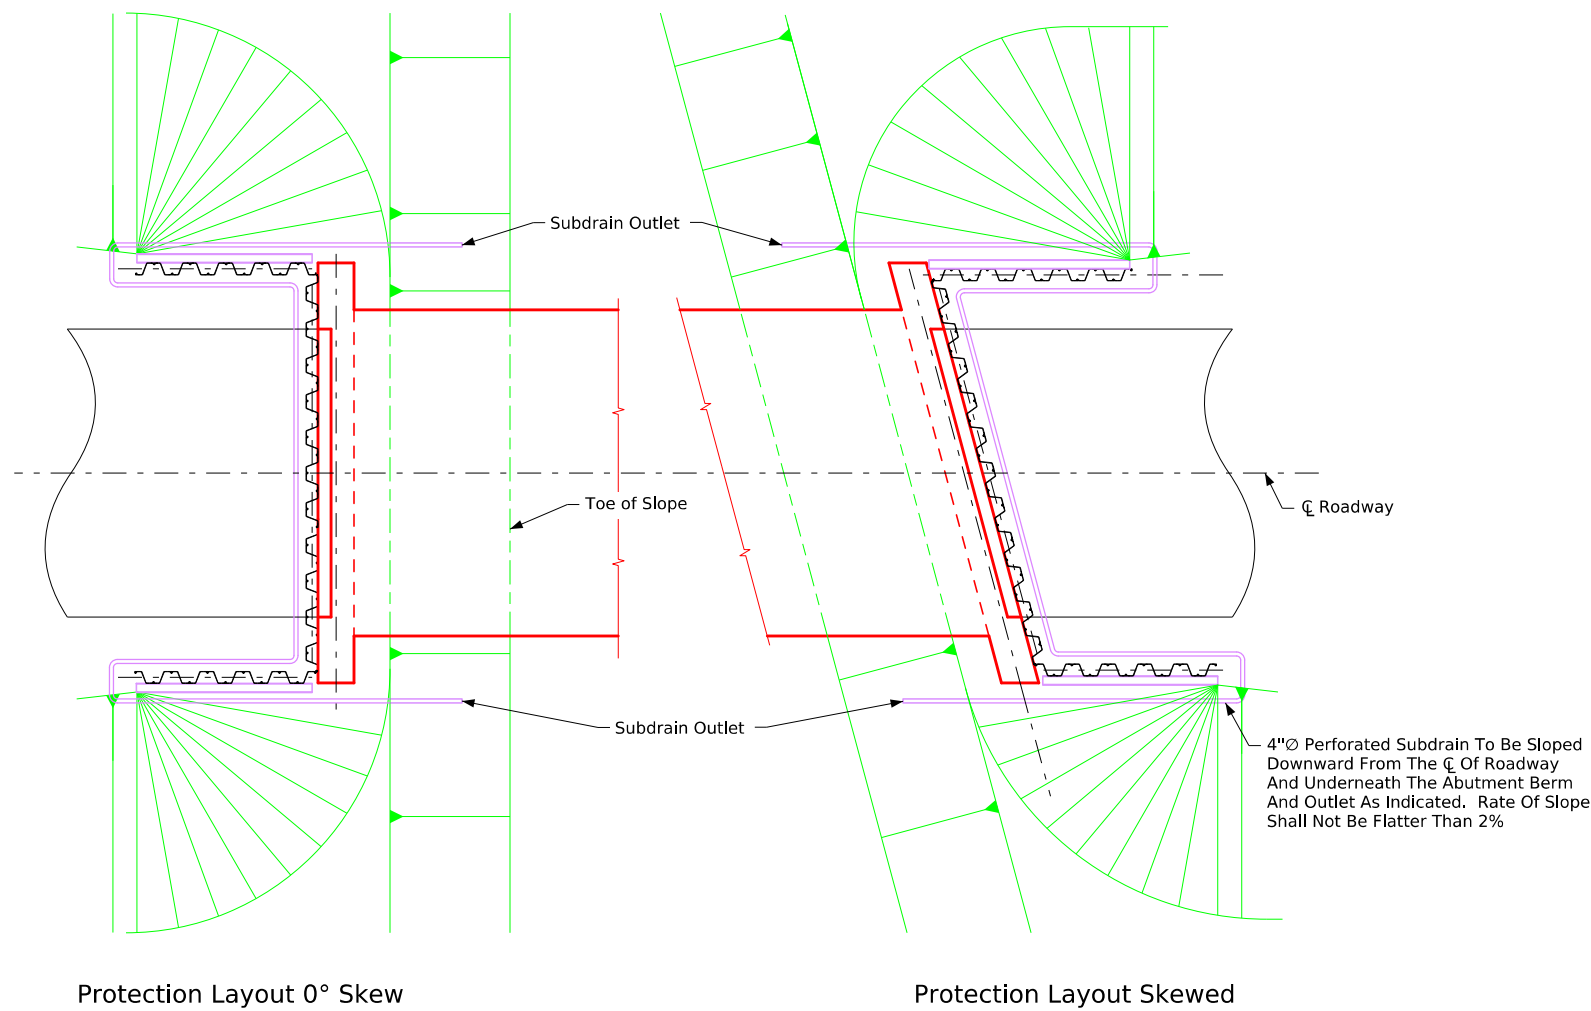 Subdrain Outlet
Toe of Slope
℄ Roadway
Subdrain Outlet
4"∅ Perforated Subdrain To Be Sloped
Downward From The ℄ Of Roadway
And Underneath The Abutment Berm
And Outlet As Indicated.  Rate Of Slope
Shall Not Be Flatter Than 2%
Protection Layout 0° Skew
Protection Layout Skewed